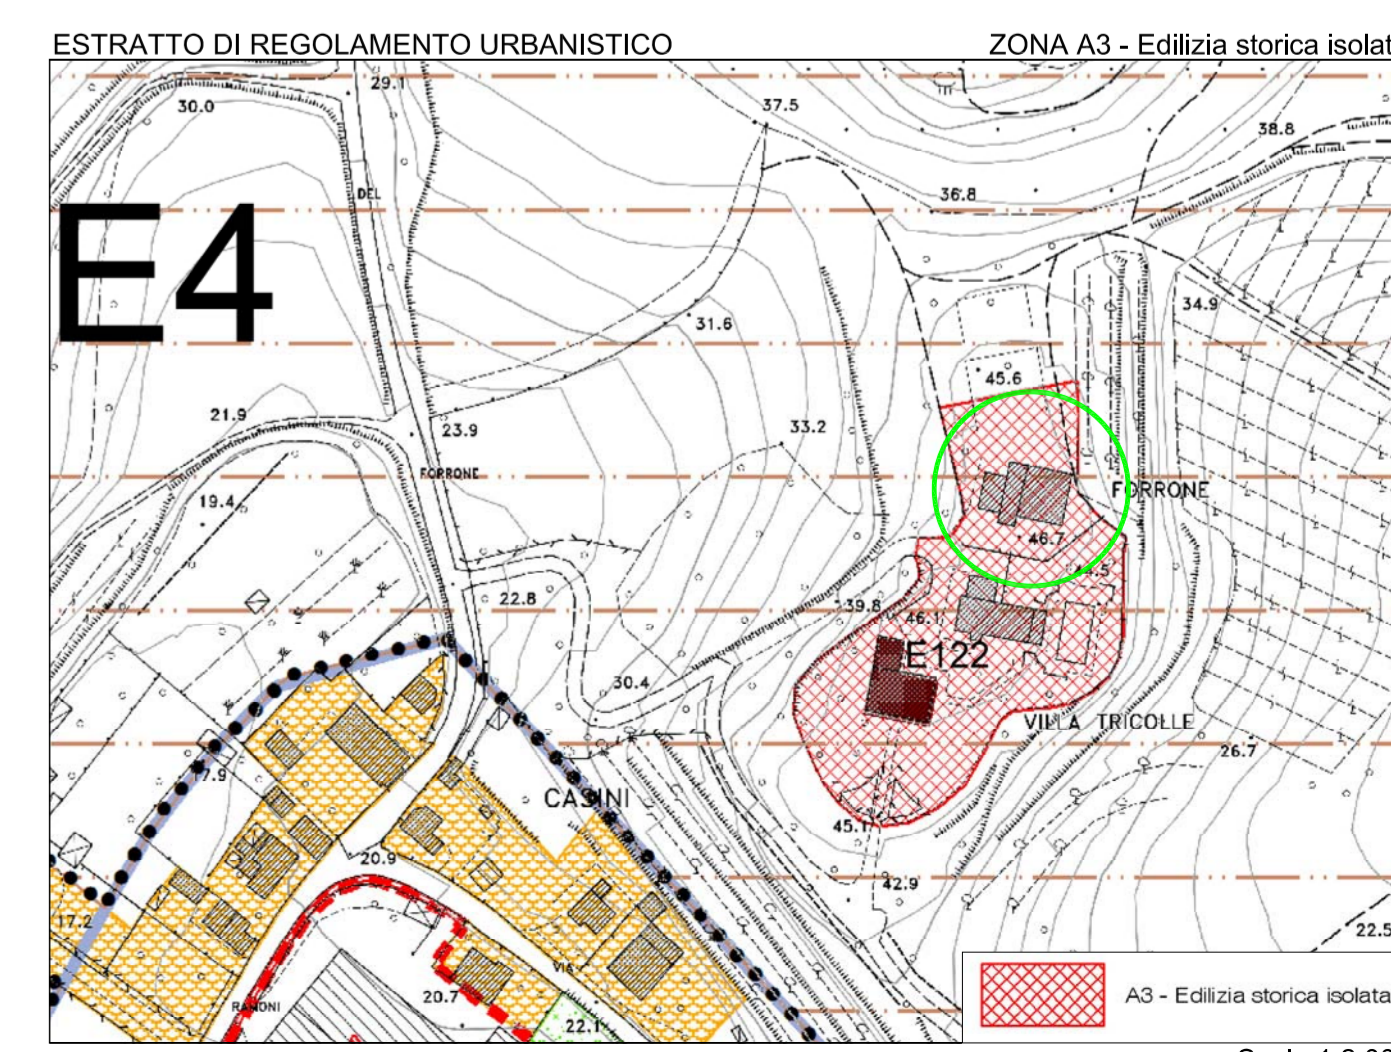 ESTRATTO DI REGOLAMENTO URBANISTICO
ZONA A3 - Edilizia storica isolat
29.1
30.0
37.5
38.8
DEL
36.8
E4
34.9
31.6
45.6
21.9
23.9
33.2
FORRONE
19.4
FORRONE
46.7
44.5
22.8
39.8
46.1
E122
30.4
VILLA TRICOLLE
26.7
17.9
CASINI
45.1
20.9
42.9
17.2
22.5
VIA
20.7
RAMONI
22.1
A3 - Edilizia storica isolata